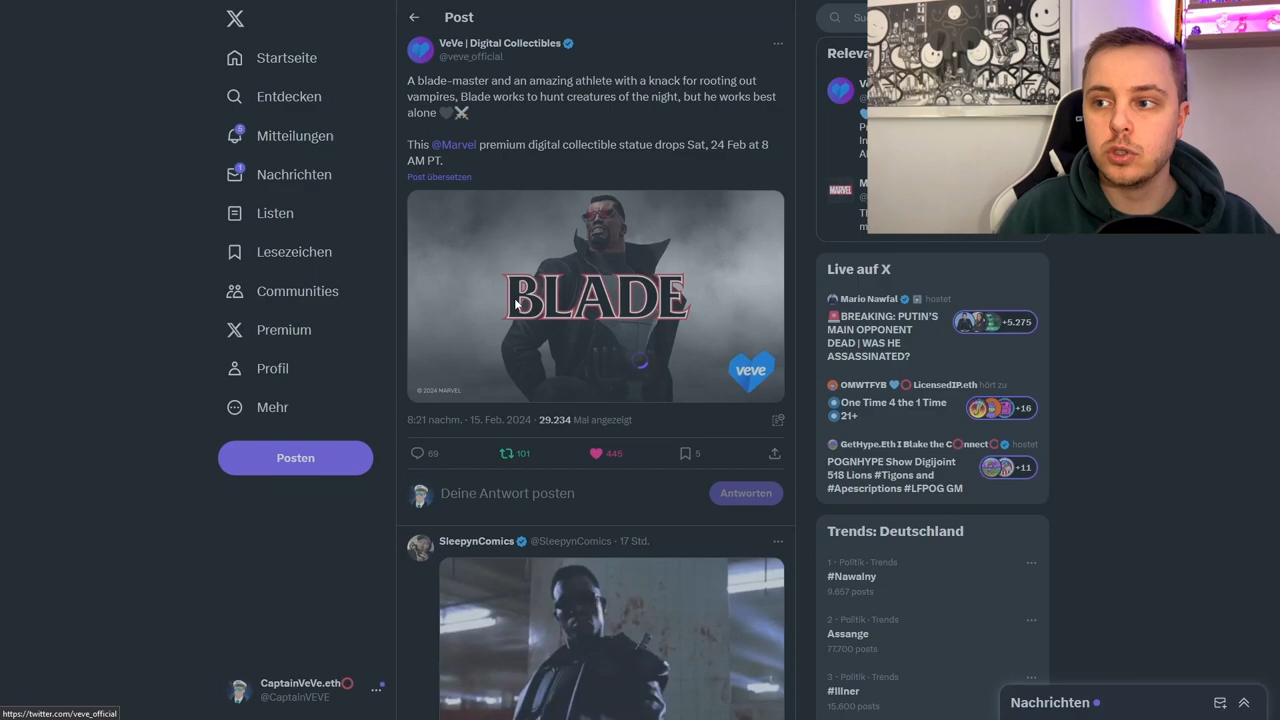 Startseite
Entdecken
5
Mitteilungen
1
Nachrichten
Listen
Lesezeichen
Communities
Premium
Profil
Mehr
Posten
CaptainVeVe.eth
@CaptainVEVE
https://twitter.com/veve_official
Post
VeVe | Digital Collectibles
@veve_official
A blade-master and an amazing athlete with a knack for rooting out
vampires, Blade works to hunt creatures of the night, but he works best
alone 🖤⚔️
This @Marvel premium digital collectible statue drops Sat, 24 Feb at 8
AM PT.
Post übersetzen
BLADE
veve
© 2024 MARVEL
8:21 nachm. · 15. Feb. 2024 · 29.234 Mal angezeigt
69
101
445
5
Deine Antwort posten
Antworten
SleepynComics @SleepynComics · 17 Std.
Su
Releva
MARVEL
Live auf X
Mario Nawfal hostet
🚨BREAKING: PUTIN'S
MAIN OPPONENT
DEAD | WAS HE
ASSASSINATED?
+5.275
OMWTFYB 🩵⭕ LicensedIP.eth hört zu
One Time 4 the 1 Time
21+
+16
GetHype.Eth I Blake the C⭕nnect⭕ hostet
POGNHYPE Show Digijoint
518 Lions #Tigons and
#Apescriptions #LFPOG GM
+11
Trends: Deutschland
1 · Politik · Trends
#Nawalny
9.657 posts
2 · Politik · Trends
Assange
77.700 posts
3 · Politik · Trends
#Illner
15.600 posts
Nachrichten